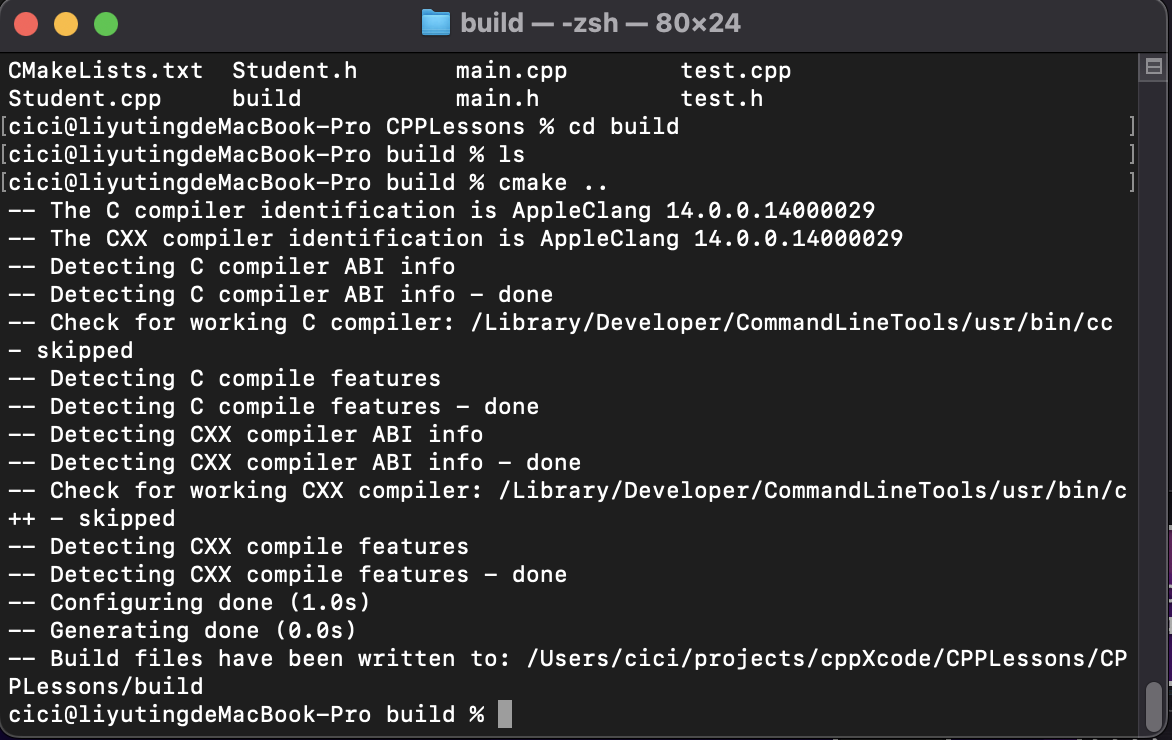 build — -zsh — 80×24
CMakeLists.txt  Student.h       main.cpp        test.cpp
Student.cpp     build           main.h          test.h
[cici@liyutingdeMacBook-Pro CPPLessons % cd build                                ]
[cici@liyutingdeMacBook-Pro build % ls                                           ]
[cici@liyutingdeMacBook-Pro build % cmake ..                                     ]
-- The C compiler identification is AppleClang 14.0.0.14000029
-- The CXX compiler identification is AppleClang 14.0.0.14000029
-- Detecting C compiler ABI info
-- Detecting C compiler ABI info - done
-- Check for working C compiler: /Library/Developer/CommandLineTools/usr/bin/cc
- skipped
-- Detecting C compile features
-- Detecting C compile features - done
-- Detecting CXX compiler ABI info
-- Detecting CXX compiler ABI info - done
-- Check for working CXX compiler: /Library/Developer/CommandLineTools/usr/bin/c
++ - skipped
-- Detecting CXX compile features
-- Detecting CXX compile features - done
-- Configuring done (1.0s)
-- Generating done (0.0s)
-- Build files have been written to: /Users/cici/projects/cppXcode/CPPLessons/CP
PLessons/build
cici@liyutingdeMacBook-Pro build %